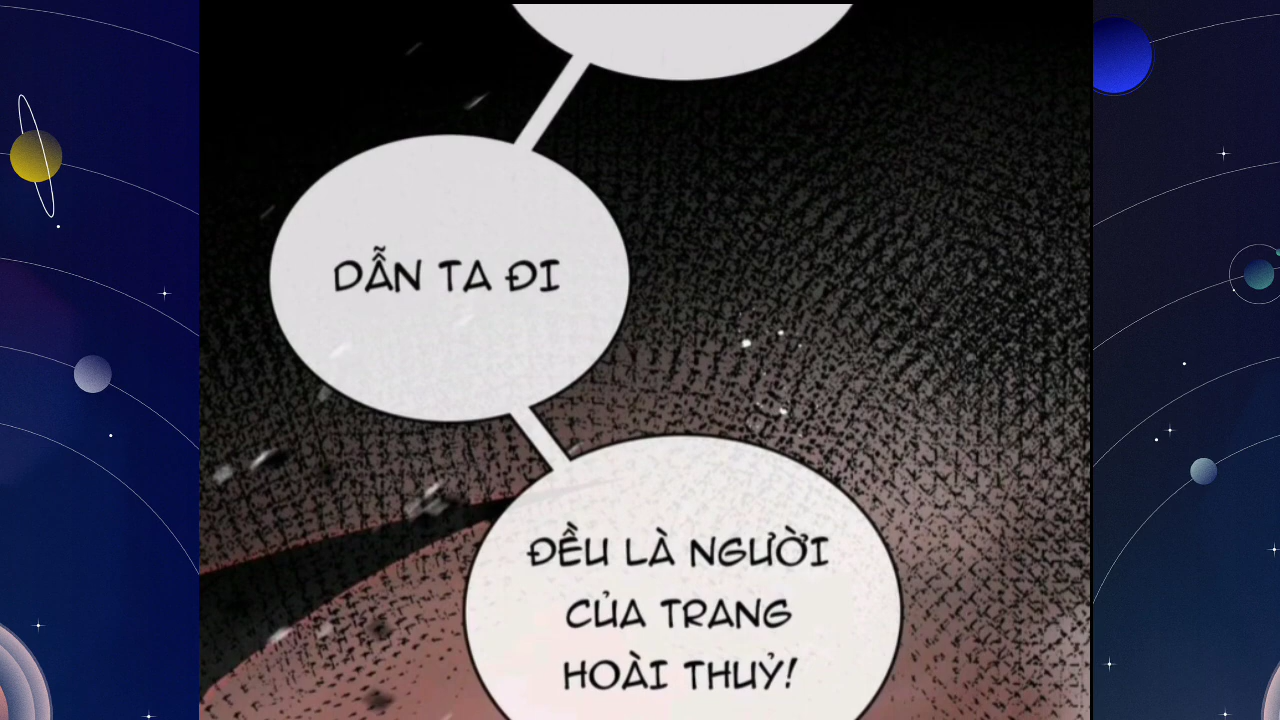 DẪN TA ĐI
ĐỀU LÀ NGƯỜI
CỦA TRANG
HOÀI THUỶ!